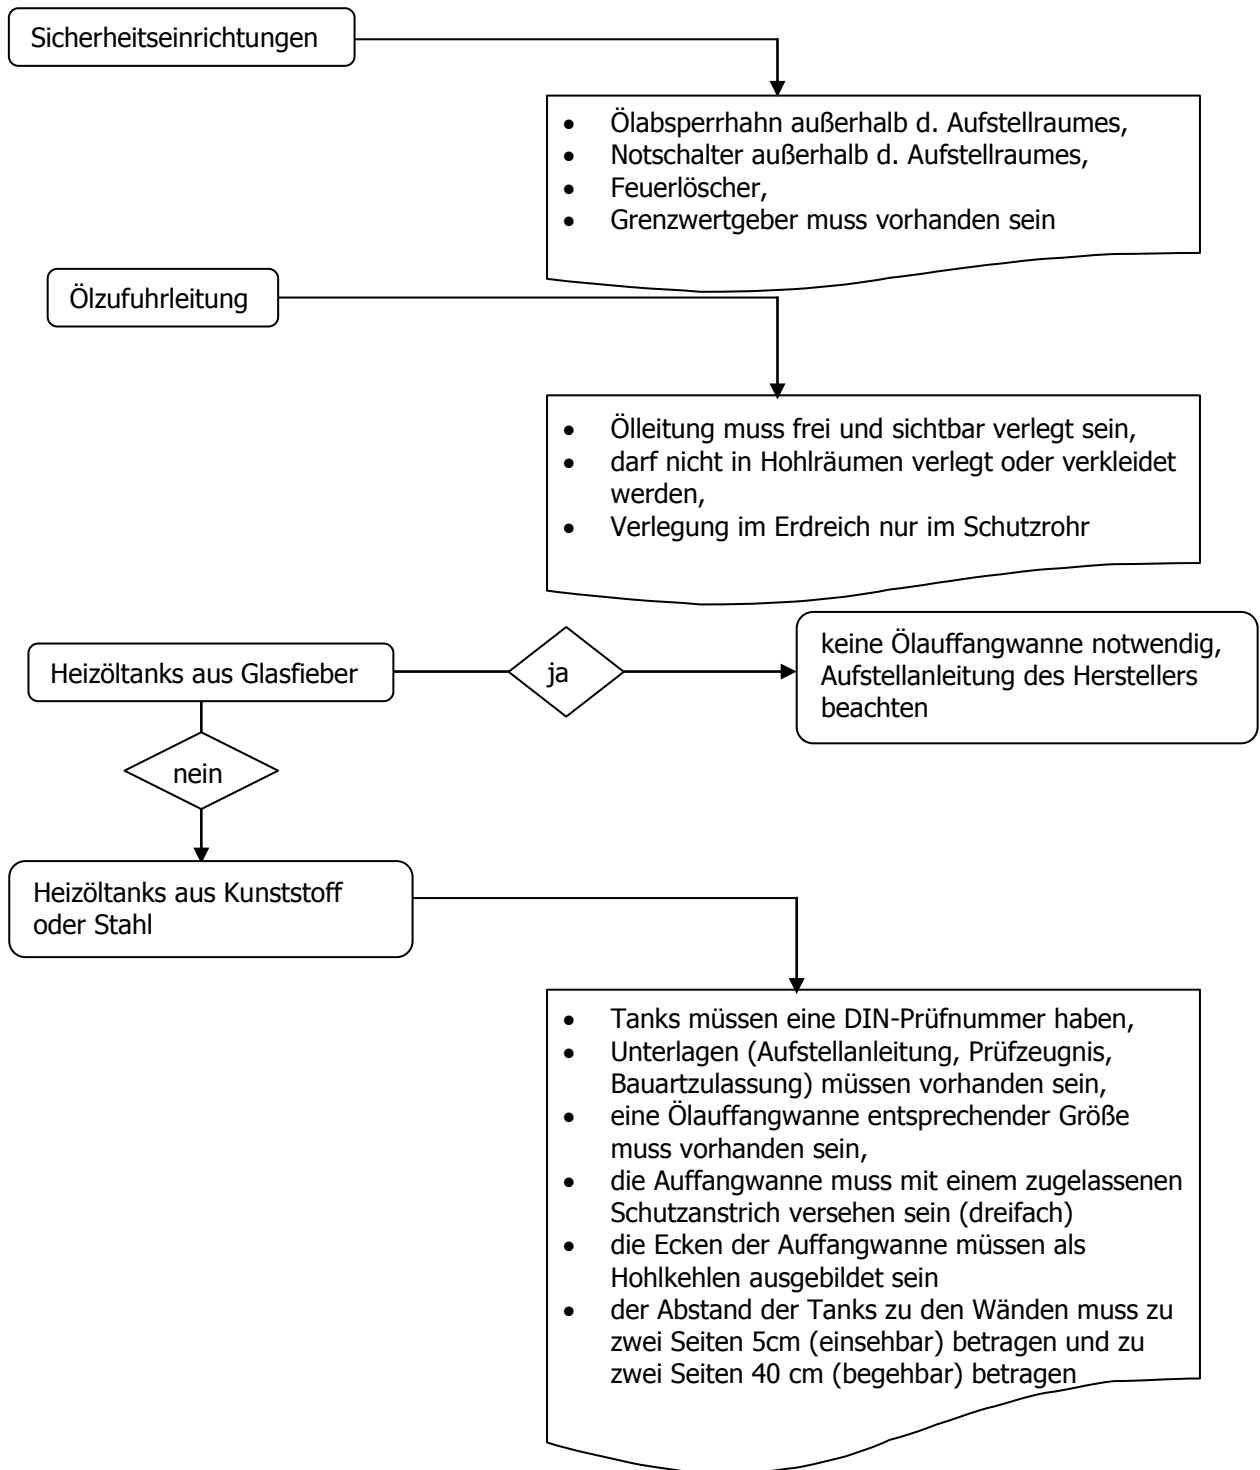 Sicherheitseinrichtungen
• Ölabsperrhahn außerhalb d. Aufstellraumes,
• Notschalter außerhalb d. Aufstellraumes,
• Feuerlöscher,
• Grenzwertgeber muss vorhanden sein
Ölzufuhrleitung
• Ölleitung muss frei und sichtbar verlegt sein,
• darf nicht in Hohlräumen verlegt oder verkleidet
werden,
• Verlegung im Erdreich nur im Schutzrohr
Heizöltanks aus Glasfieber
ja
keine Ölauffangwanne notwendig,
Aufstellanleitung des Herstellers
beachten
nein
Heizöltanks aus Kunststoff
oder Stahl
• Tanks müssen eine DIN-Prüfnummer haben,
• Unterlagen (Aufstellanleitung, Prüfzeugnis,
Bauartzulassung) müssen vorhanden sein,
• eine Ölauffangwanne entsprechender Größe
muss vorhanden sein,
• die Auffangwanne muss mit einem zugelassenen
Schutzanstrich versehen sein (dreifach)
• die Ecken der Auffangwanne müssen als
Hohlkehlen ausgebildet sein
• der Abstand der Tanks zu den Wänden muss zu
zwei Seiten 5cm (einsehbar) betragen und zu
zwei Seiten 40 cm (begehbar) betragen